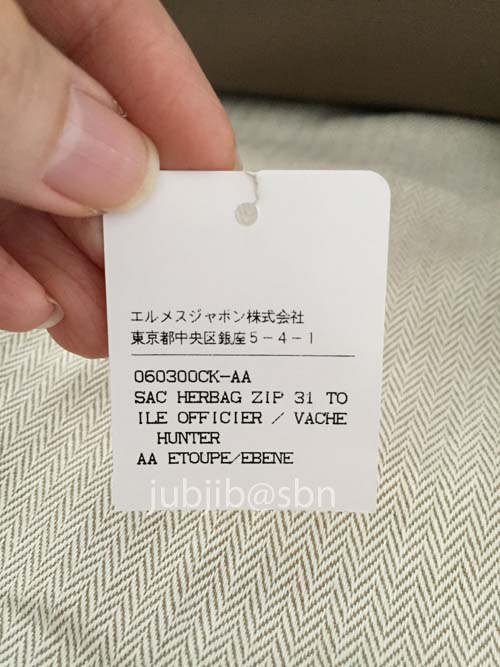 エルメスジャポン株式会社
東京都中央区銀座5-4-1
060300CK-AA
SAC HERBAG ZIP 31 TO
ILE OFFICIER / VACHE
HUNTER
AA ETOUPE/EBENE
jubjib@sbn